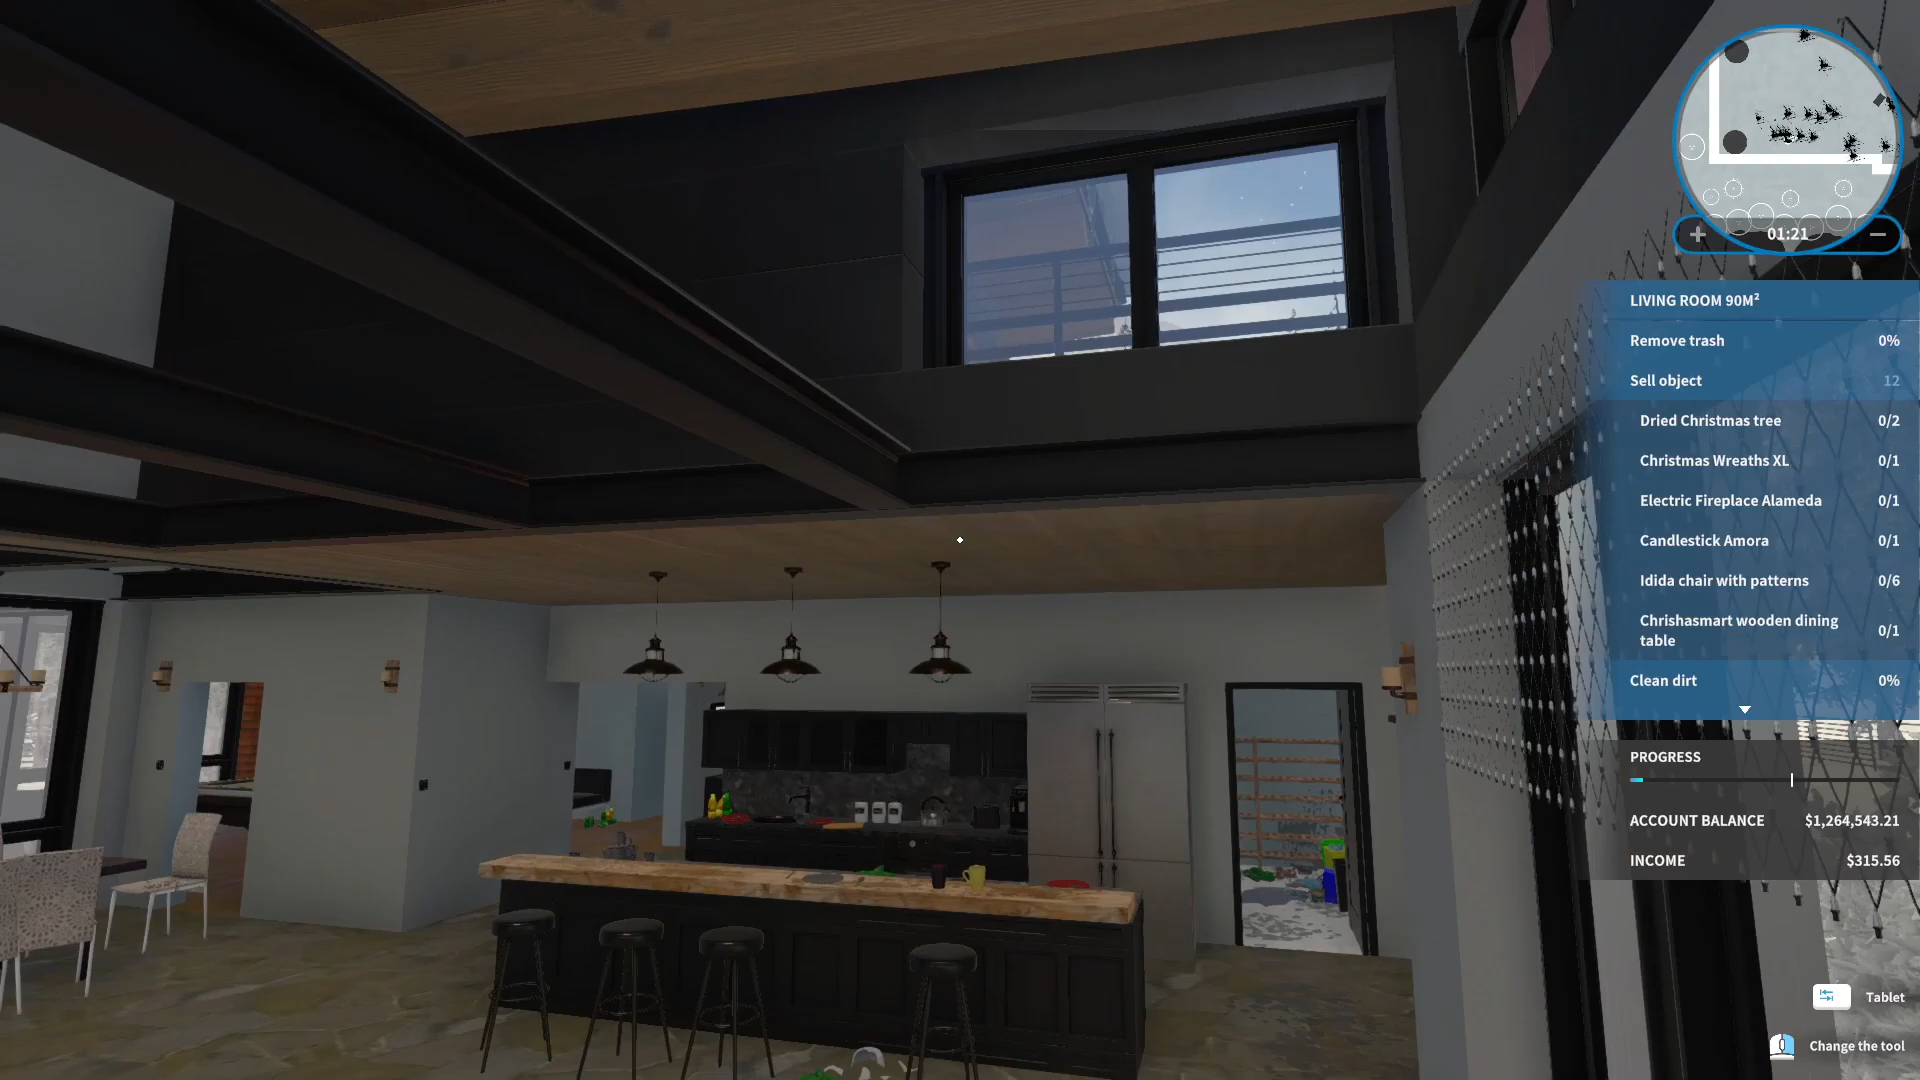 01:21
LIVING ROOM 90M²
Remove trash 0%
Sell object 12
Dried Christmas tree 0/2
Christmas Wreaths XL 0/1
Electric Fireplace Alameda 0/1
Candlestick Amora 0/1
Idida chair with patterns 0/6
Chrishasmart wooden dining
table 0/1
Clean dirt 0%
PROGRESS
ACCOUNT BALANCE $1,264,543.21
INCOME $315.56
Tablet
Change the tool